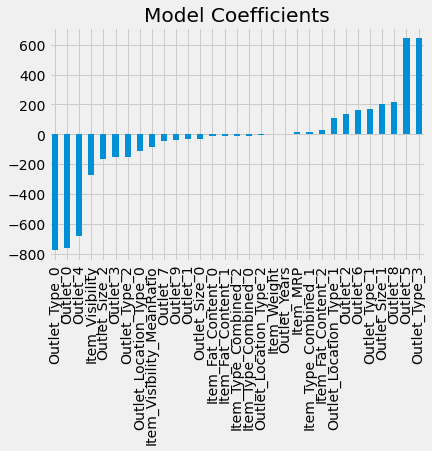 Model Coefficients
600
400
200
0
−200
−400
−600
−800
Outlet_Type_0
Outlet_0
Outlet_4
Item_Visibility
Outlet_Size_2
Outlet_3
Outlet_Type_2
Outlet_Location_Type_0
Item_Visibility_MeanRatio
Outlet_7
Outlet_9
Outlet_1
Outlet_Size_0
Item_Fat_Content_0
Item_Fat_Content_1
Item_Type_Combined_2
Item_Type_Combined_0
Outlet_Location_Type_2
Item_Weight
Outlet_Years
Item_MRP
Item_Type_Combined_1
Item_Fat_Content_2
Outlet_Location_Type_1
Outlet_2
Outlet_6
Outlet_Type_1
Outlet_Size_1
Outlet_8
Outlet_5
Outlet_Type_3